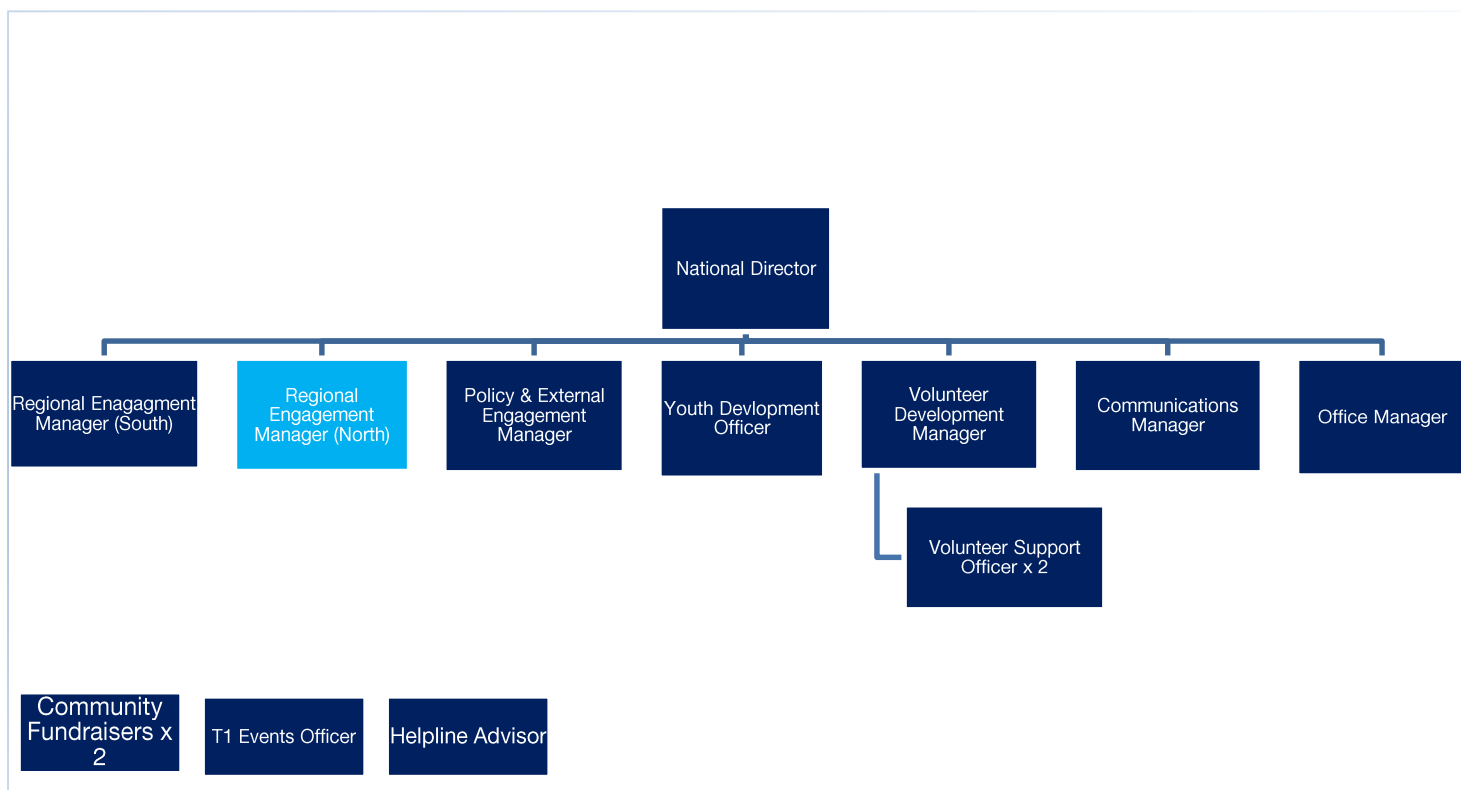 National Director
Regional Enagagment
Manager (South)
Regional
Engagement
Manager (North)
Policy & External
Engagement
Manager
Youth Devlopment
Officer
Volunteer
Development
Manager
Communications
Manager
Office Manager
Volunteer Support
Officer x 2
Community
Fundraisers x
2
T1 Events Officer
Helpline Advisor